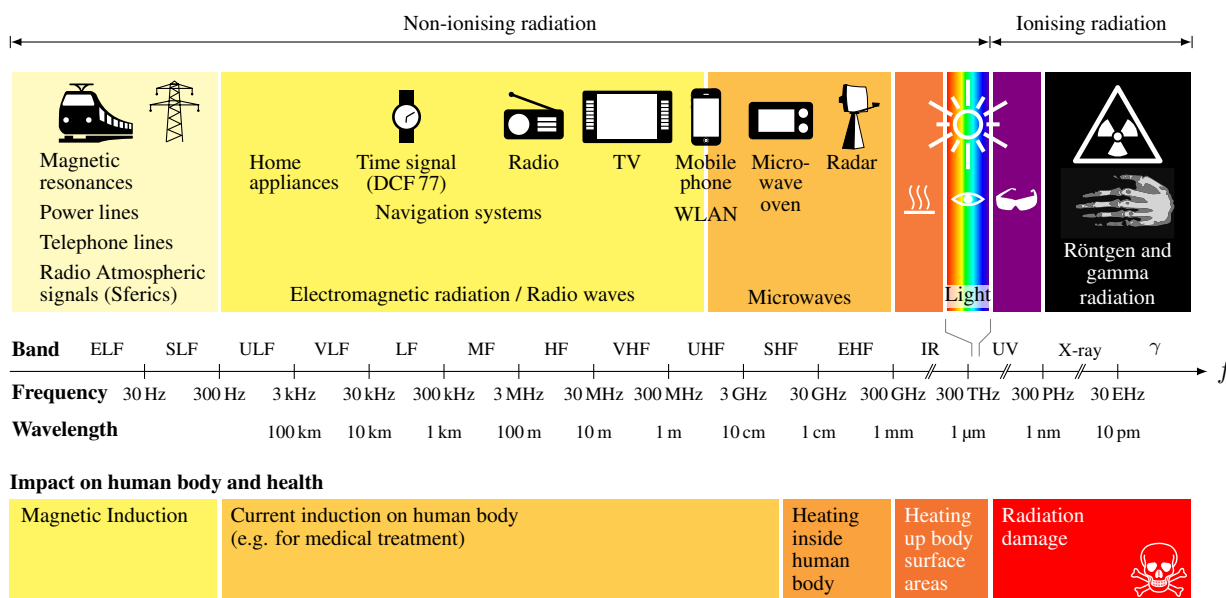 Non-ionising radiation
Ionising radiation
Magnetic
resonances
Power lines
Telephone lines
Radio Atmospheric
signals (Sferics)
Home
appliances
Time signal
(DCF 77)
Navigation systems
Radio
TV
Mobile
phone
WLAN
Micro-
wave
oven
Radar
Röntgen and
gamma
radiation
Electromagnetic radiation / Radio waves
Microwaves
Light
Band ELF SLF ULF VLF LF MF HF VHF UHF SHF EHF IR UV X-ray γ
f
Frequency 30 Hz 300 Hz 3 kHz 30 kHz 300 kHz 3 MHz 30 MHz 300 MHz 3 GHz 30 GHz 300 GHz 300 THz 300 PHz 30 EHz
Wavelength 100 km 10 km 1 km 100 m 10 m 1 m 10 cm 1 cm 1 mm 1 μm 1 nm 10 pm
Impact on human body and health
Magnetic Induction
Current induction on human body
(e.g. for medical treatment)
Heating
inside
human
body
Heating
up body
surface
areas
Radiation
damage